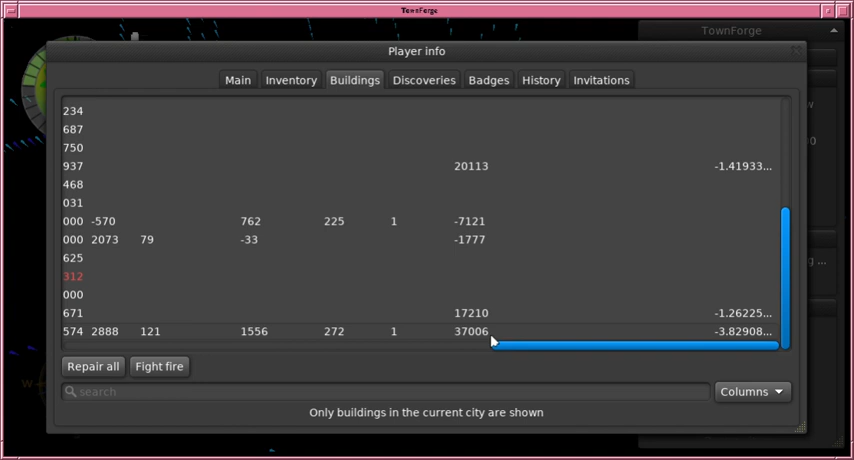 TownForge
TownForge
Player info
Main Inventory Buildings Discoveries Badges History Invitations
234
687
750
937 20113 -1.41933...
468
031
000 -570 762 225 1 -7121
000 2073 79 -33 -1777
625
312
000
671 17210 -1.26225...
574 2888 121 1556 272 1 37006 -3.82908...
Repair all Fight fire
search Columns
Only buildings in the current city are shown
W